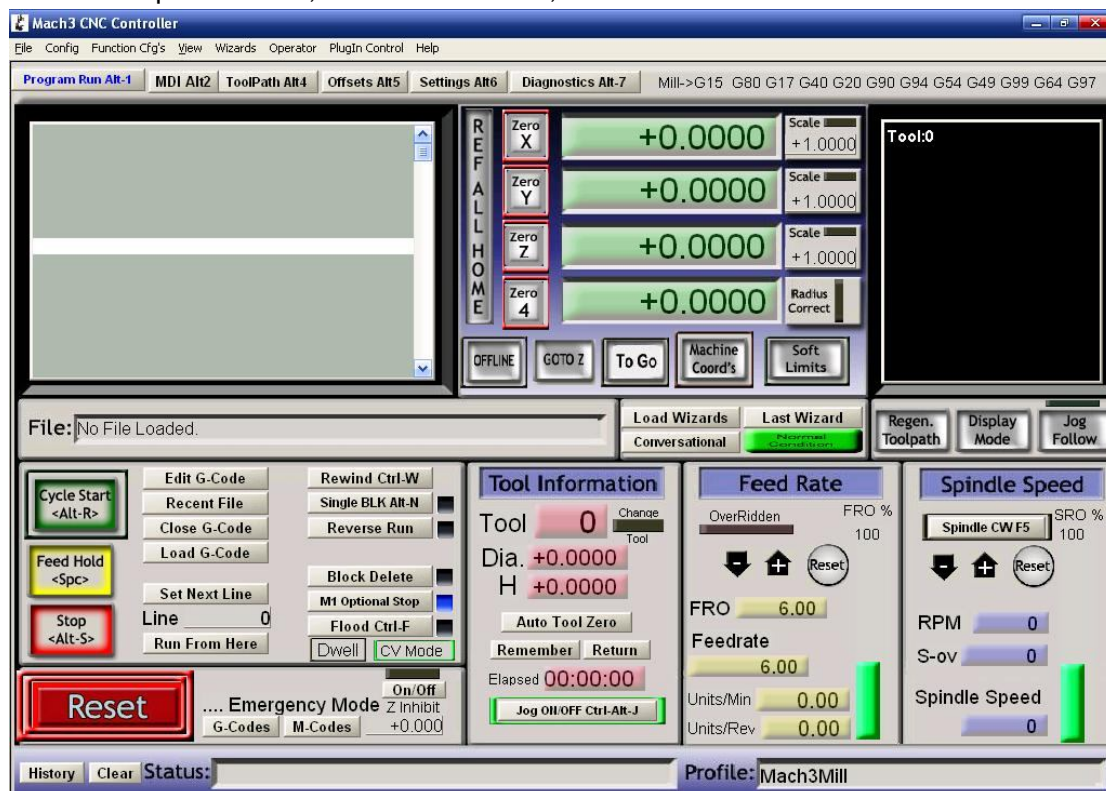 Mach3 CNC Controller
File Config Function Cfg's View Wizards Operator PlugIn Control Help
Program Run Alt-1 MDI Alt2 ToolPath Alt4 Offsets Alt5 Settings Alt6 Diagnostics Alt-7 Mill->G15 G80 G17 G40 G20 G90 G94 G54 G49 G99 G64 G97
REF ALL HOME
Zero X +0.0000 Scale +1.0000
Zero Y +0.0000 Scale +1.0000
Zero Z +0.0000 Scale +1.0000
Zero 4 +0.0000 Radius Correct
OFFLINE GOTO Z To Go Machine Coord's Soft Limits
Tool:0
File: No File Loaded.
Load Wizards Last Wizard
Conversational Normal Condition
Regen. Toolpath Display Mode Jog Follow
Cycle Start <Alt-R>
Feed Hold <Spc>
Stop <Alt-S>
Edit G-Code
Recent File
Close G-Code
Load G-Code
Set Next Line
Line 0
Run From Here
Rewind Ctrl-W
Single BLK Alt-N
Reverse Run
Block Delete
M1 Optional Stop
Flood Ctrl-F
Dwell CV Mode
Reset
.... Emergency Mode
G-Codes M-Codes
On/Off
Z Inhibit
+0.000
Tool Information
Tool 0 Change Tool
Dia. +0.0000
H +0.0000
Auto Tool Zero
Remember Return
Elapsed 00:00:00
Jog ON/OFF Ctrl-Alt-J
Feed Rate
OverRidden FRO %
100
Reset
FRO 6.00
Feedrate
6.00
Units/Min 0.00
Units/Rev 0.00
Spindle Speed
Spindle CW F5 SRO %
100
Reset
RPM 0
S-ov 0
Spindle Speed
0
History Clear Status: Profile: Mach3Mill